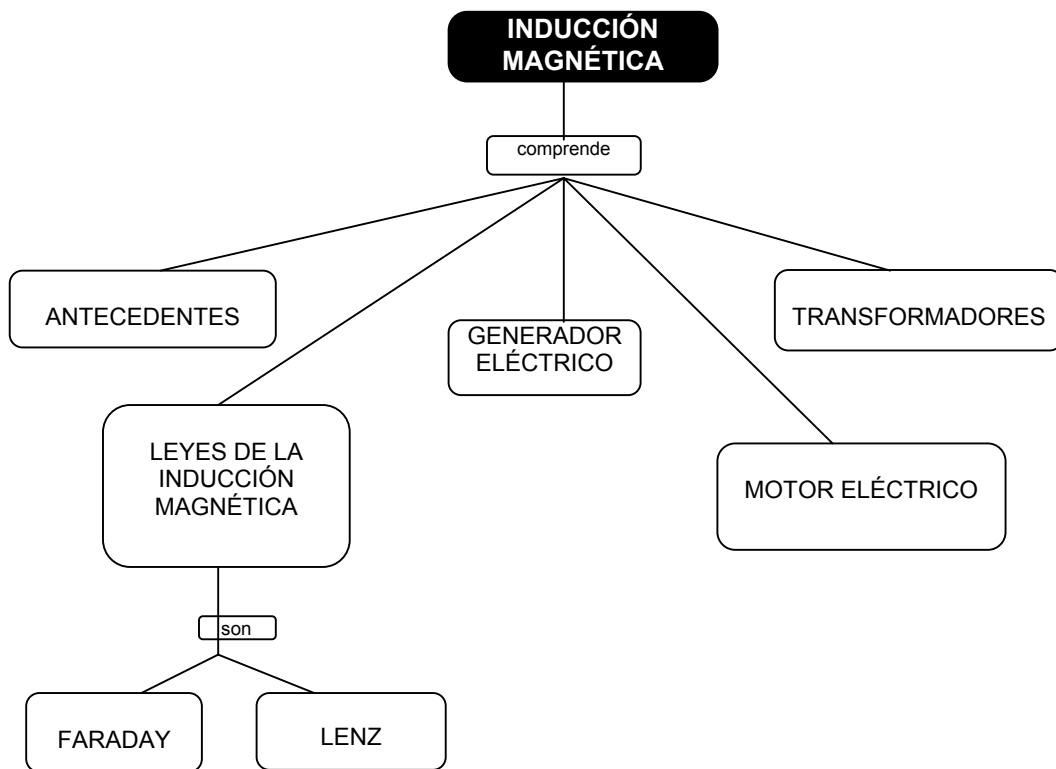 INDUCCIÓN
MAGNÉTICA
comprende
ANTECEDENTES
GENERADOR
ELÉCTRICO
TRANSFORMADORES
LEYES DE LA
INDUCCIÓN
MAGNÉTICA
MOTOR ELÉCTRICO
son
FARADAY
LENZ